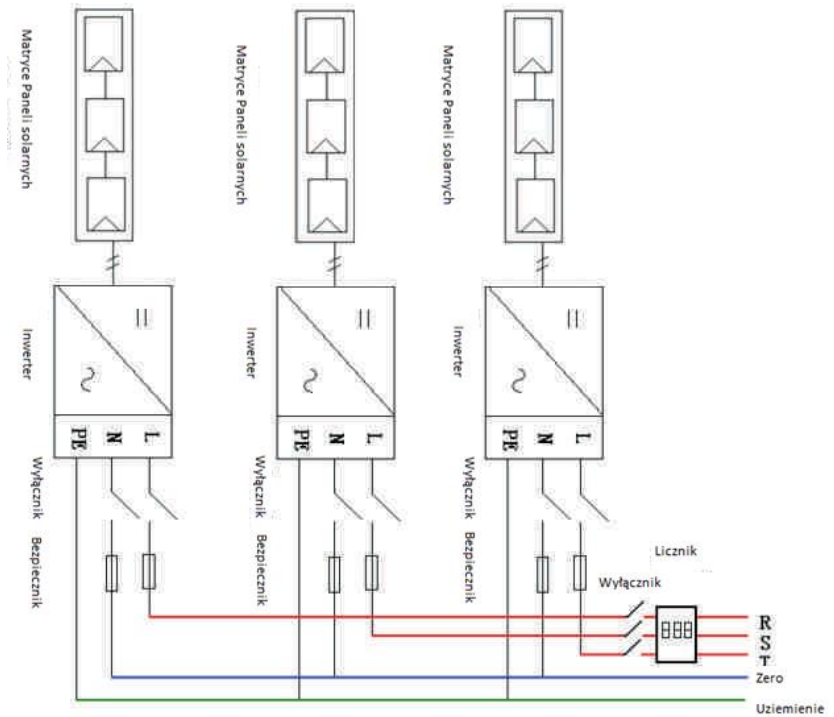 Matryce Paneli solarnych
Matryce Paneli solarnych
Matryce Paneli solarnych
Inwerter
Inwerter
Inwerter
PE N L
PE N L
PE N L
Wyłącznik
Wyłącznik
Wyłącznik
Bezpiecznik
Bezpiecznik
Bezpiecznik
Licznik
Wyłącznik
R
S
T
Zero
Uziemienie